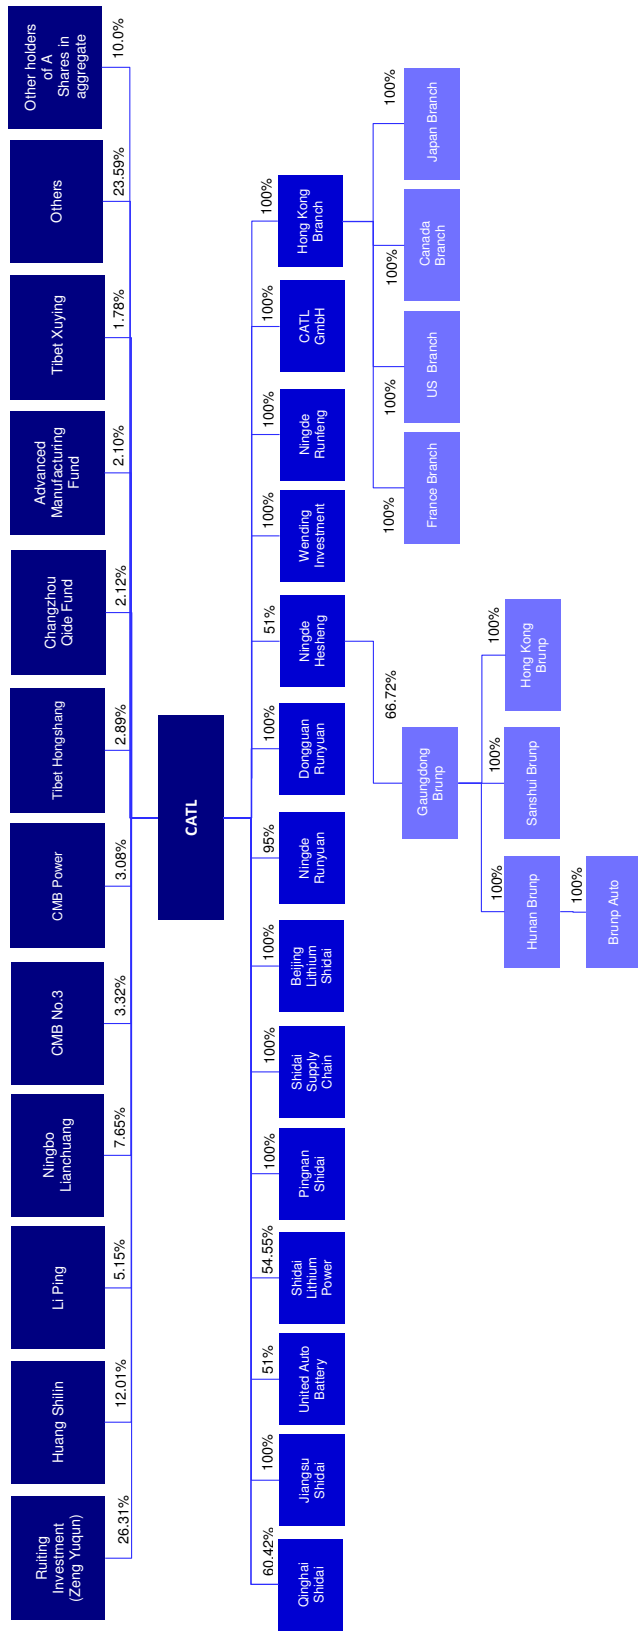 Ruiting
Investment
(Zeng Yuqun)
Huang Shilin
Li Ping
Ningbo
Lianchuang
CMB No.3
CMB Power
Tibet Hongshang
Changzhou
Qide Fund
Advanced
Manufacturing
Fund
Tibet Xuying
Others
Other holders
of A
Shares in
aggregate
26.31%
12.01%
5.15%
7.65%
3.32%
3.08%
2.89%
2.12%
2.10%
1.78%
23.59%
10.0%
CATL
60.42%
100%
51%
54.55%
100%
100%
100%
95%
100%
51%
100%
100%
100%
100%
Qinghai
Shidai
Jiangsu
Shidai
United Auto
Battery
Shidai
Lithium
Power
Pingnan
Shidai
Shidai
Supply
Chain
Beijing
Lithium
Shidai
Ningde
Runyuan
Dongguan
Runyuan
Ningde
Hesheng
Wending
Investment
Ningde
Runfeng
CATL
GmbH
Hong Kong
Branch
66.72%
100%
100%
100%
100%
Gaungdong
Brunp
France Branch
US Branch
Canada
Branch
Japan Branch
100%
100%
100%
Hunan Brunp
Sanshui Brunp
Hong Kong
Brunp
100%
Brunp Auto